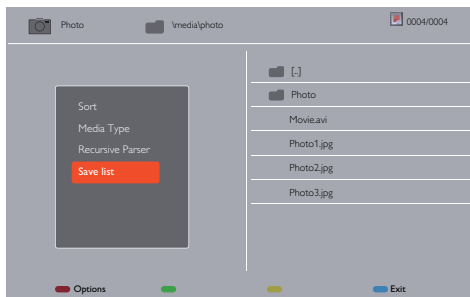 Photo \media\photo 0004/0004
[..]
Photo
Movie.avi
Photo1.jpg
Photo2.jpg
Photo3.jpg
Sort
Media Type
Recursive Parser
Save list
Options Exit